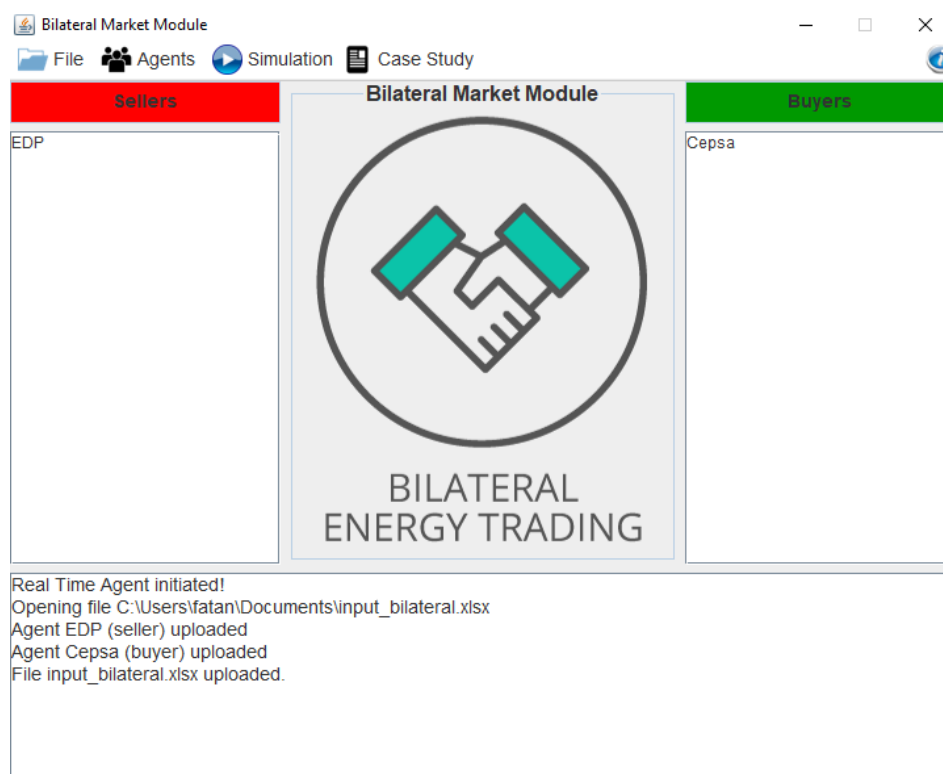 Bilateral Market Module
File Agents Simulation Case Study
Sellers
Bilateral Market Module
Buyers
EDP
Cepsa
BILATERAL
ENERGY TRADING
Real Time Agent initiated!
Opening file C:\Users\fatan\Documents\input_bilateral.xlsx
Agent EDP (seller) uploaded
Agent Cepsa (buyer) uploaded
File input_bilateral.xlsx uploaded.